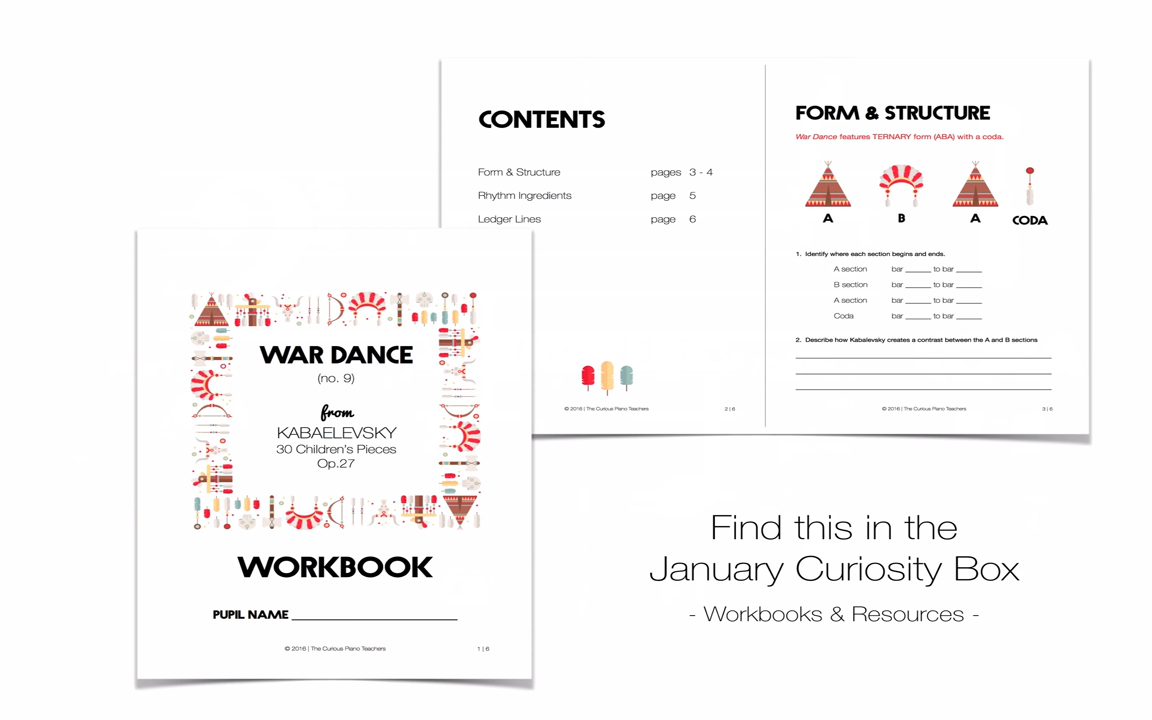 CONTENTS
Form & Structure pages 3 - 4
Rhythm Ingredients page 5
Ledger Lines page 6
© 2016 | The Curious Piano Teachers 2 | 6
FORM & STRUCTURE
War Dance features TERNARY form (ABA) with a coda.
A B A CODA
1. Identify where each section begins and ends.
A section bar ______ to bar ______
B section bar ______ to bar ______
A section bar ______ to bar ______
Coda bar ______ to bar ______
2. Describe how Kabalevsky creates a contrast between the A and B sections
© 2016 | The Curious Piano Teachers 3 | 6
WAR DANCE
(no. 9)
from
KABAELEVSKY
30 Children's Pieces
Op.27
WORKBOOK
PUPIL NAME ______________________
© 2016 | The Curious Piano Teachers 1 | 6
Find this in the
January Curiosity Box
- Workbooks & Resources -